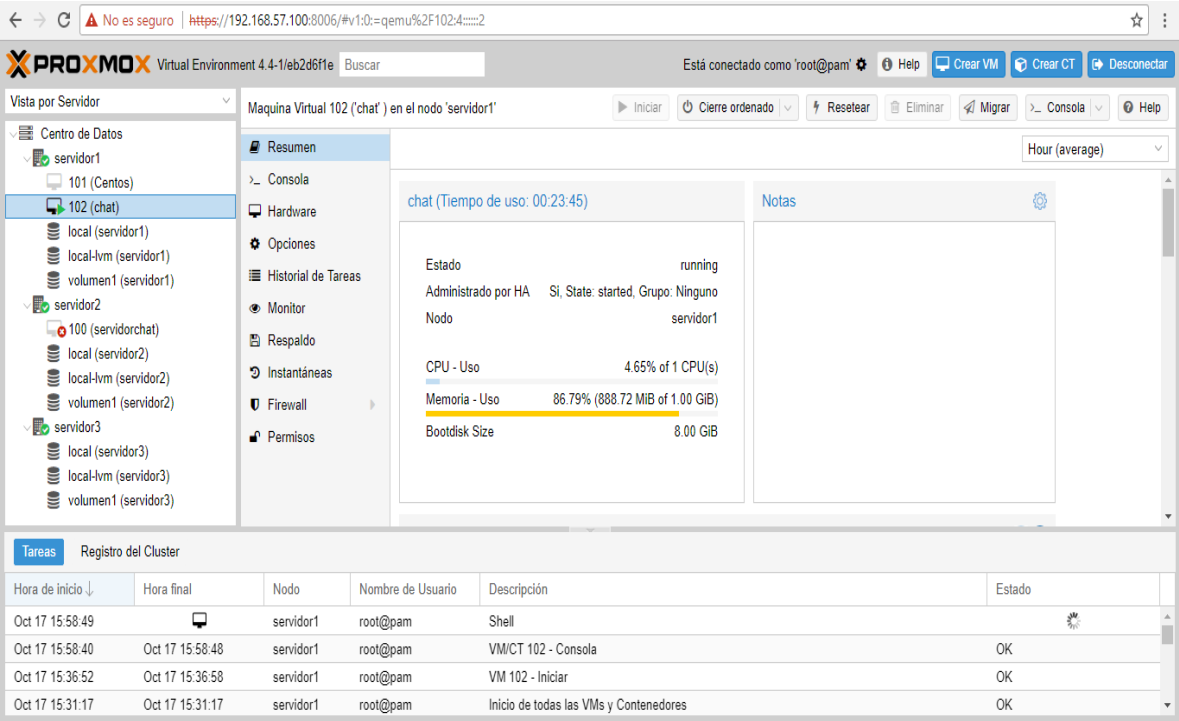 No es seguro | https://192.168.57.100:8006/#v1:0:=qemu%2F102:4::::::2
PROXMOX Virtual Environment 4.4-1/eb2d6f1e Buscar Está conectado como 'root@pam' Help Crear VM Crear CT Desconectar
Vista por Servidor
Maquina Virtual 102 ('chat' ) en el nodo 'servidor1' Iniciar Cierre ordenado Resetear Eliminar Migrar Consola Help
Centro de Datos
servidor1
101 (Centos)
102 (chat)
local (servidor1)
local-lvm (servidor1)
volumen1 (servidor1)
servidor2
100 (servidorchat)
local (servidor2)
local-lvm (servidor2)
volumen1 (servidor2)
servidor3
local (servidor3)
local-lvm (servidor3)
volumen1 (servidor3)
Resumen
Consola
Hardware
Opciones
Historial de Tareas
Monitor
Respaldo
Instantáneas
Firewall
Permisos
Hour (average)
chat (Tiempo de uso: 00:23:45)
Estado running
Administrado por HA Si, State: started, Grupo: Ninguno
Nodo servidor1
CPU - Uso 4.65% of 1 CPU(s)
Memoria - Uso 86.79% (888.72 MiB of 1.00 GiB)
Bootdisk Size 8.00 GiB
Notas
Tareas Registro del Cluster
Hora de inicio Hora final Nodo Nombre de Usuario Descripción Estado
Oct 17 15:58:49 servidor1 root@pam Shell
Oct 17 15:58:40 Oct 17 15:58:48 servidor1 root@pam VM/CT 102 - Consola OK
Oct 17 15:36:52 Oct 17 15:36:58 servidor1 root@pam VM 102 - Iniciar OK
Oct 17 15:31:17 Oct 17 15:31:17 servidor1 root@pam Inicio de todas las VMs y Contenedores OK